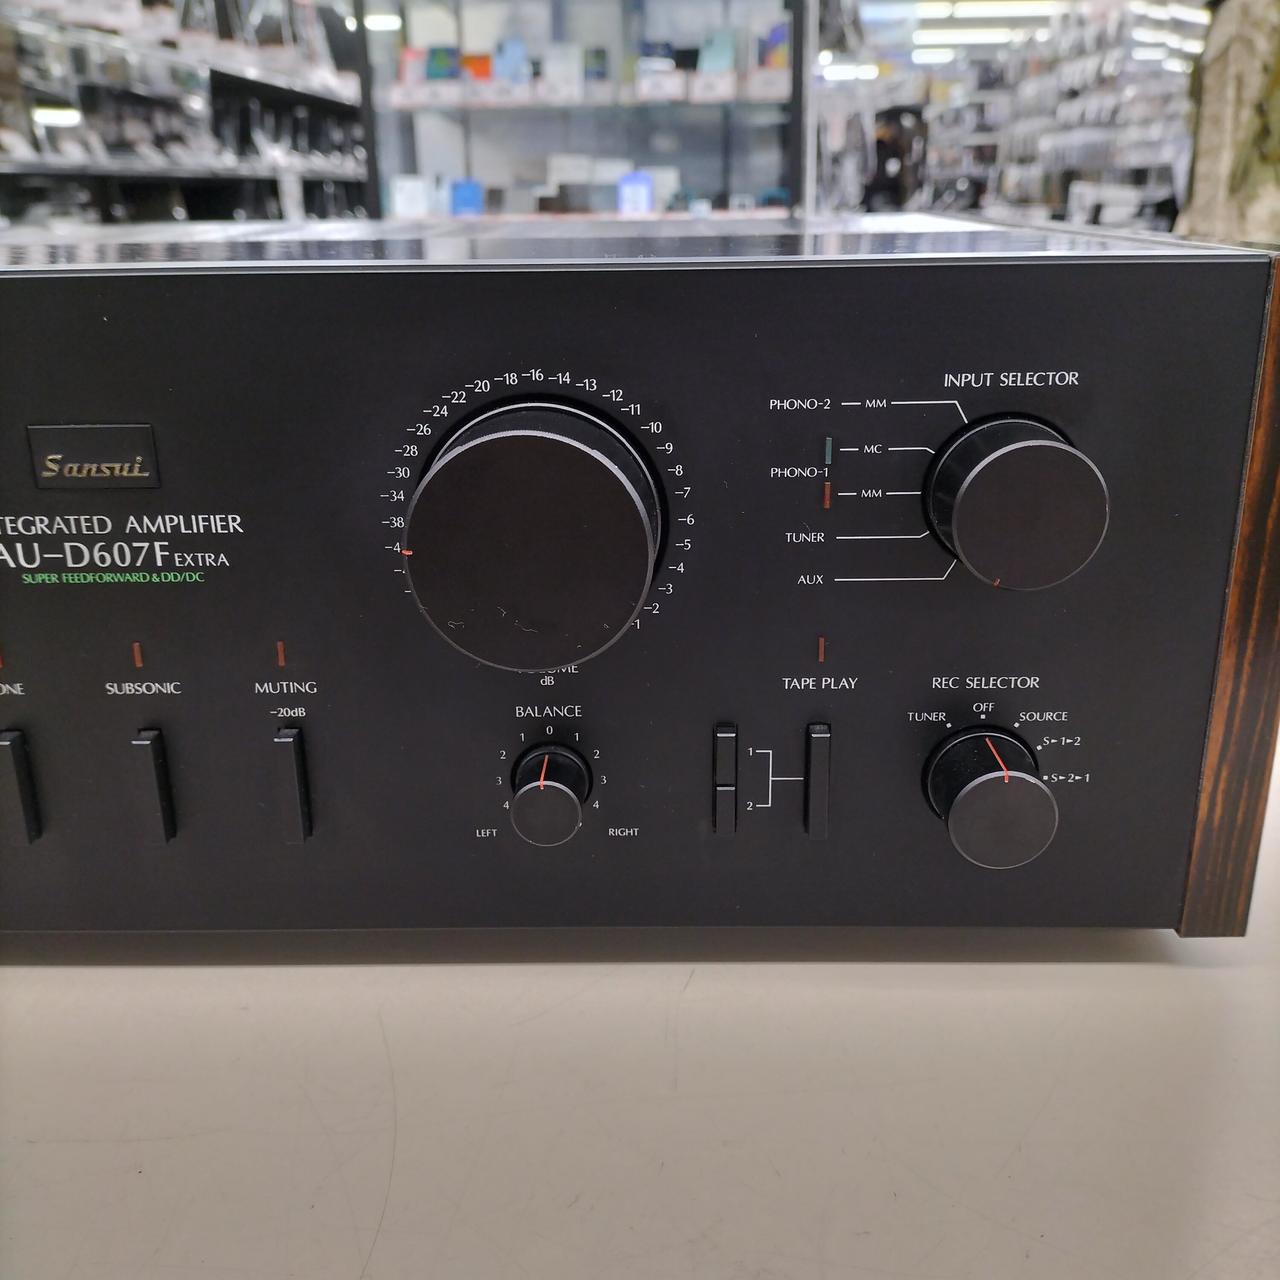 Sansui
TEGRATED AMPLIFIER
AU-D607F EXTRA
SUPER FEEDFORWARD & DD/DC
SUBSONIC
MUTING
-20dB
-38
-34
-30
-28
-26
-24
-22
-20
-18
-16
-14
-13
-12
-11
-10
-9
-8
-7
-6
-5
-4
-3
-2
-1
dB
BALANCE
4
3
2
1
0
1
2
3
4
LEFT
RIGHT
INPUT SELECTOR
PHONO-2 MM
MC
PHONO-1
MM
TUNER
AUX
TAPE PLAY
1
2
REC SELECTOR
TUNER
OFF
SOURCE
S▸1▸2
S▸2▸1